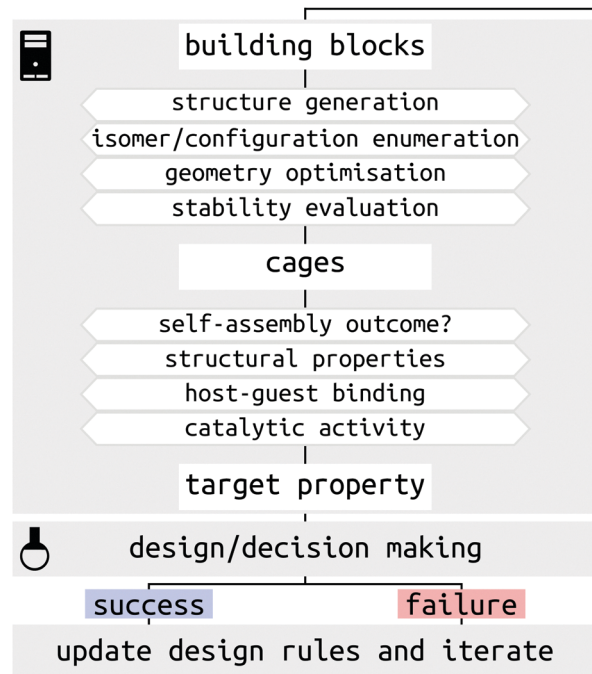 building blocks
structure generation
isomer/configuration enumeration
geometry optimisation
stability evaluation
cages
self-assembly outcome?
structural properties
host-guest binding
catalytic activity
target property
design/decision making
success failure
update design rules and iterate